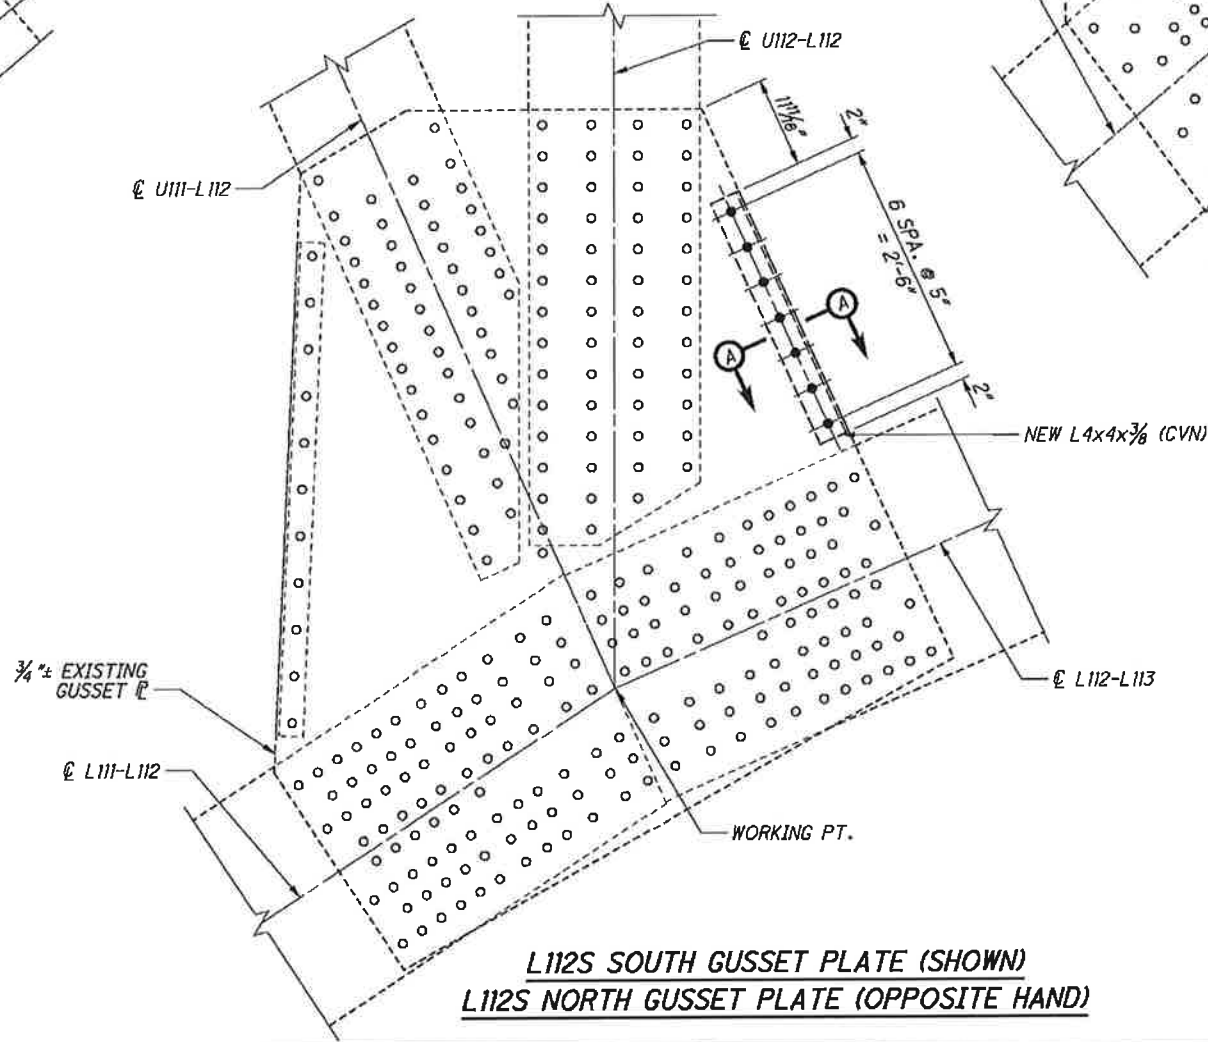 ℄ U112-L112
11 11/16"
2"
℄ U111-L112
6 SPA. @ 5"
= 2'-6"
A
A
2"
NEW L4x4x3/8 (CVN)
3/4"± EXISTING
GUSSET ℙL
℄ L112-L113
℄ L111-L112
WORKING PT.
L112S SOUTH GUSSET PLATE (SHOWN)
L112S NORTH GUSSET PLATE (OPPOSITE HAND)